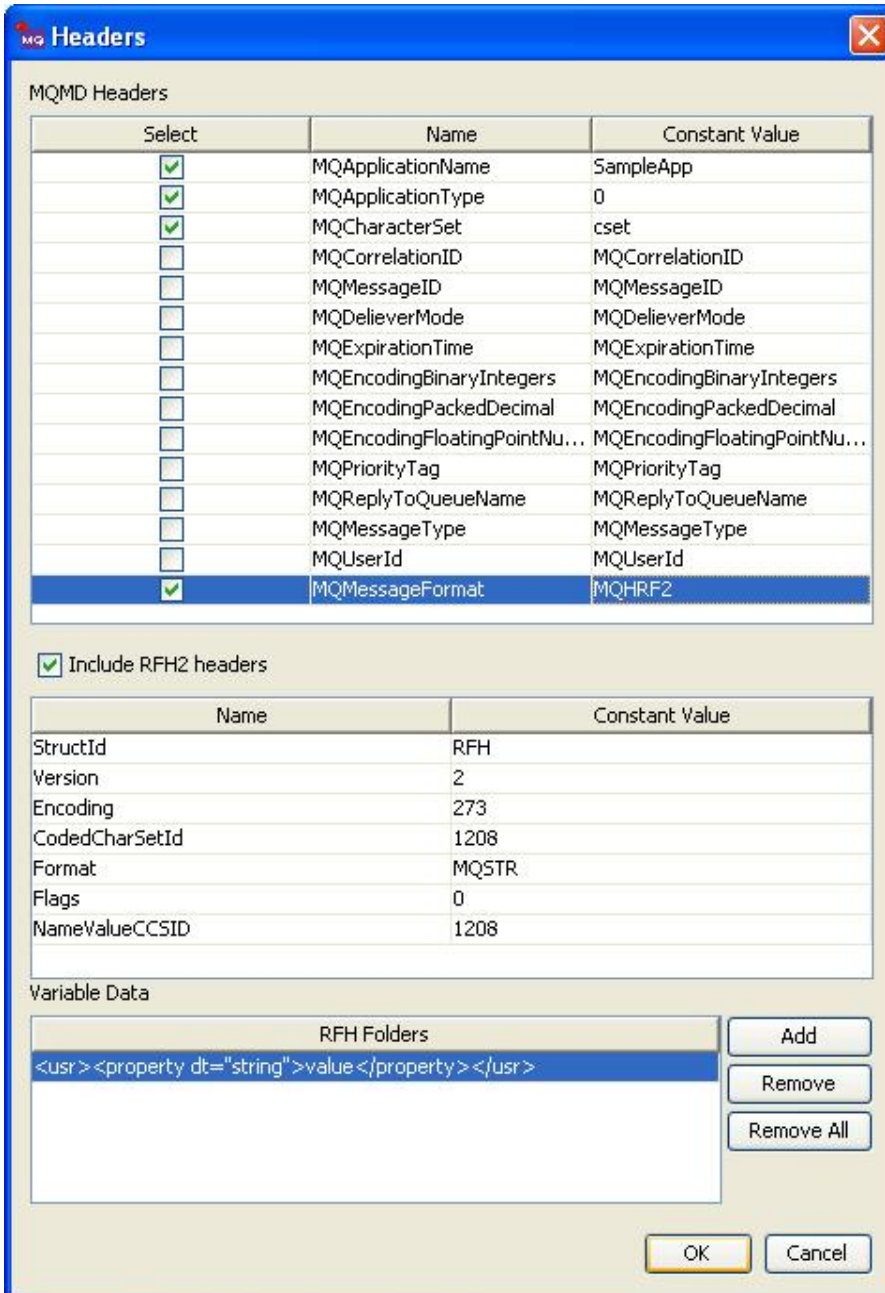 MQ Headers
MQMD Headers
Select Name Constant Value
MQApplicationName SampleApp
MQApplicationType 0
MQCharacterSet cset
MQCorrelationID MQCorrelationID
MQMessageID MQMessageID
MQDelieverMode MQDelieverMode
MQExpirationTime MQExpirationTime
MQEncodingBinaryIntegers MQEncodingBinaryIntegers
MQEncodingPackedDecimal MQEncodingPackedDecimal
MQEncodingFloatingPointNu... MQEncodingFloatingPointNu...
MQPriorityTag MQPriorityTag
MQReplyToQueueName MQReplyToQueueName
MQMessageType MQMessageType
MQUserId MQUserId
MQMessageFormat MQHRF2
Include RFH2 headers
Name Constant Value
StructId RFH
Version 2
Encoding 273
CodedCharSetId 1208
Format MQSTR
Flags 0
NameValueCCSID 1208
Variable Data
RFH Folders
<usr><property dt="string">value</property></usr>
Add
Remove
Remove All
OK Cancel